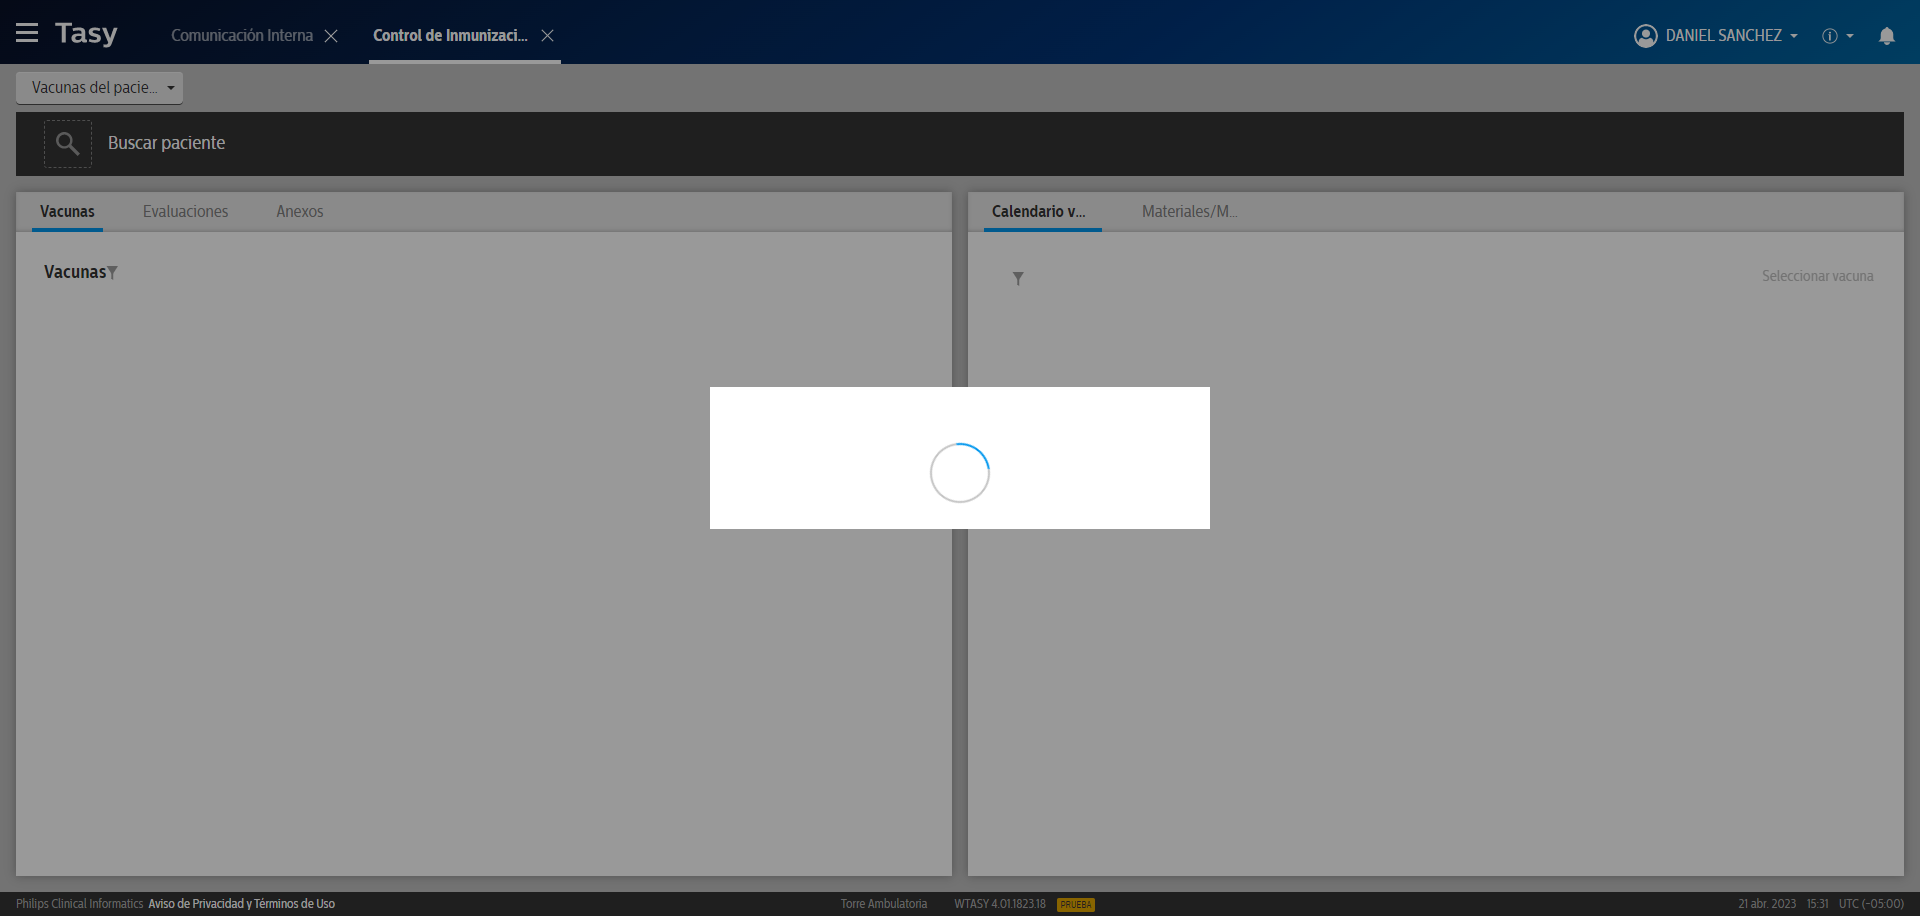 Tasy
Comunicación Interna
Control de Inmunizaci...
DANIEL SANCHEZ
Vacunas del pacie...
Buscar paciente
Vacunas
Evaluaciones
Anexos
Calendario v...
Materiales/M...
Vacunas
Seleccionar vacuna
Philips Clinical Informatics Aviso de Privacidad y Términos de Uso
Torre Ambulatoria
WTASY 4.01.1823.18
PRUEBA
21 abr. 2023 15:31 UTC (-05:00)